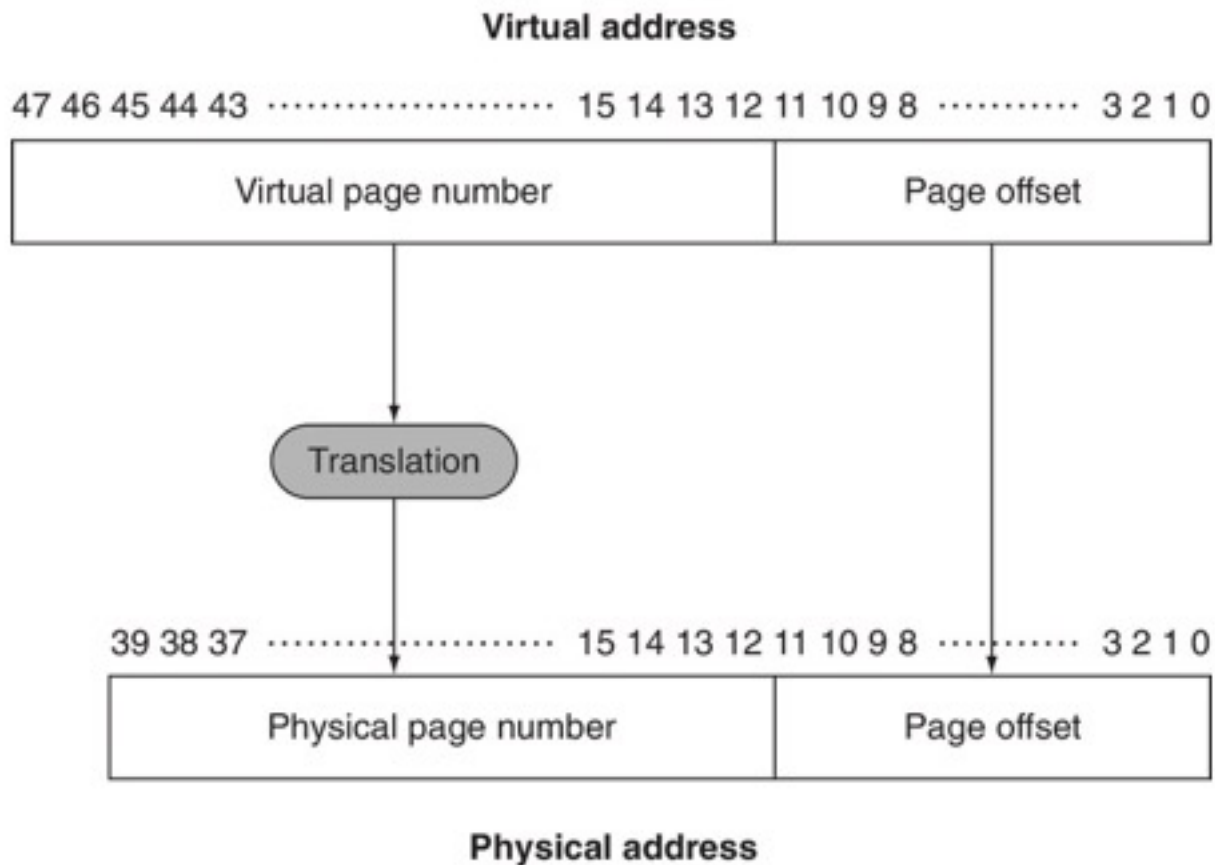 Virtual address
47 46 45 44 43 ...................... 15 14 13 12 11 10 9 8 ........... 3 2 1 0
Virtual page number Page offset
Translation
39 38 37 ...................... 15 14 13 12 11 10 9 8 ........... 3 2 1 0
Physical page number Page offset
Physical address